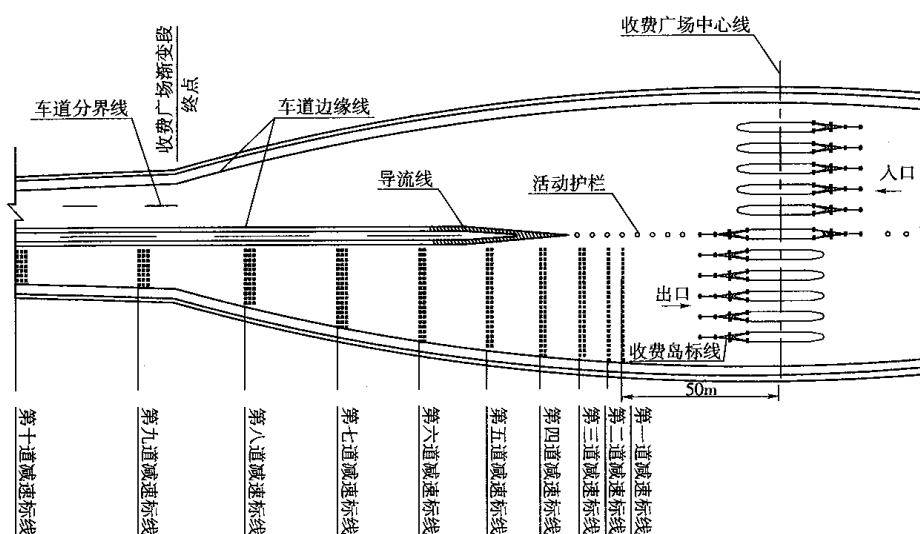 收费广场中心线
收费广场渐变段
终点
车道分界线
车道边缘线
导流线
活动护栏
入口
出口
收费岛标线
50m
第十道减速标线
第九道减速标线
第八道减速标线
第七道减速标线
第六道减速标线
第五道减速标线
第四道减速标线
第三道减速标线
第二道减速标线
第一道减速标线